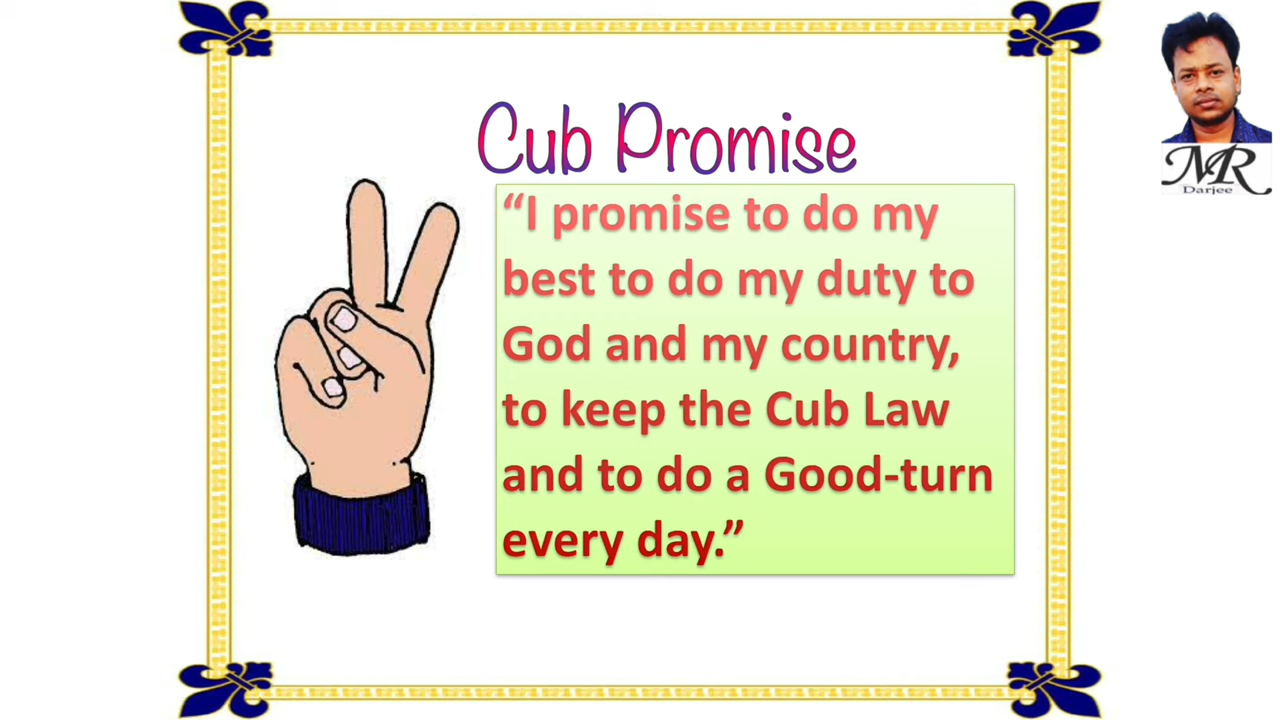 Cub Promise
“I promise to do my
best to do my duty to
God and my country,
to keep the Cub Law
and to do a Good-turn
every day.”
MR
Darjee